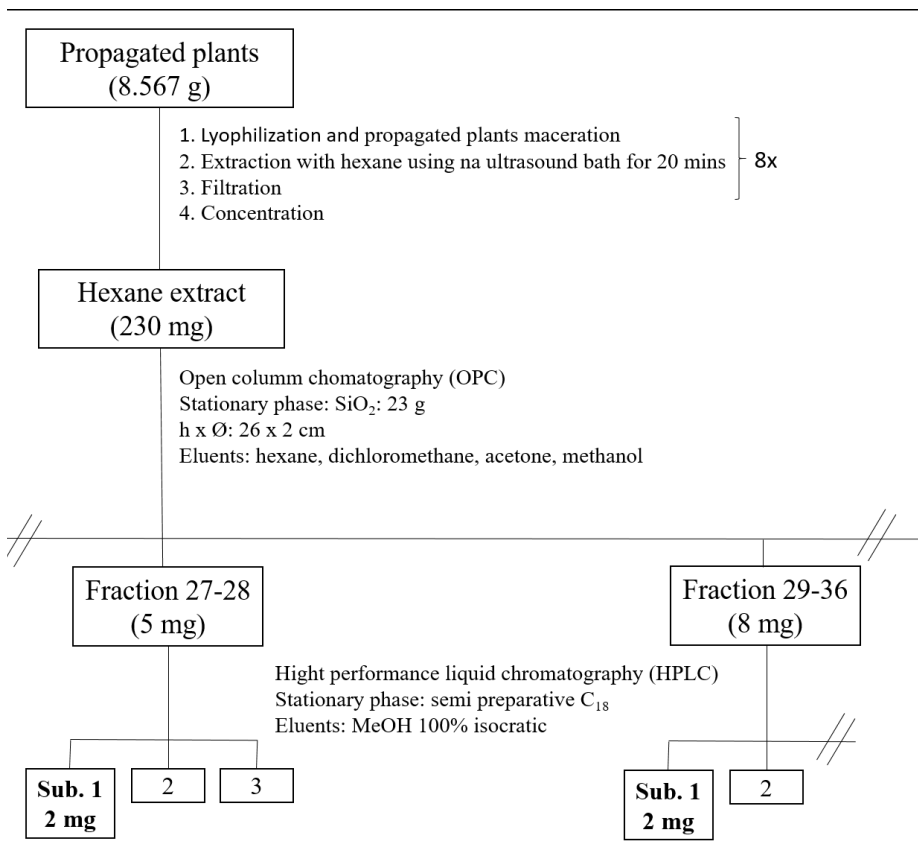 Propagated plants
(8.567 g)
1. Lyophilization and propagated plants maceration
2. Extraction with hexane using na ultrasound bath for 20 mins
3. Filtration
4. Concentration
8x
Hexane extract
(230 mg)
Open columm chomatography (OPC)
Stationary phase: SiO₂: 23 g
h x Ø: 26 x 2 cm
Eluents: hexane, dichloromethane, acetone, methanol
Fraction 27-28
(5 mg)
Fraction 29-36
(8 mg)
Hight performance liquid chromatography (HPLC)
Stationary phase: semi preparative C₁₈
Eluents: MeOH 100% isocratic
Sub. 1
2 mg
2
3
Sub. 1
2 mg
2